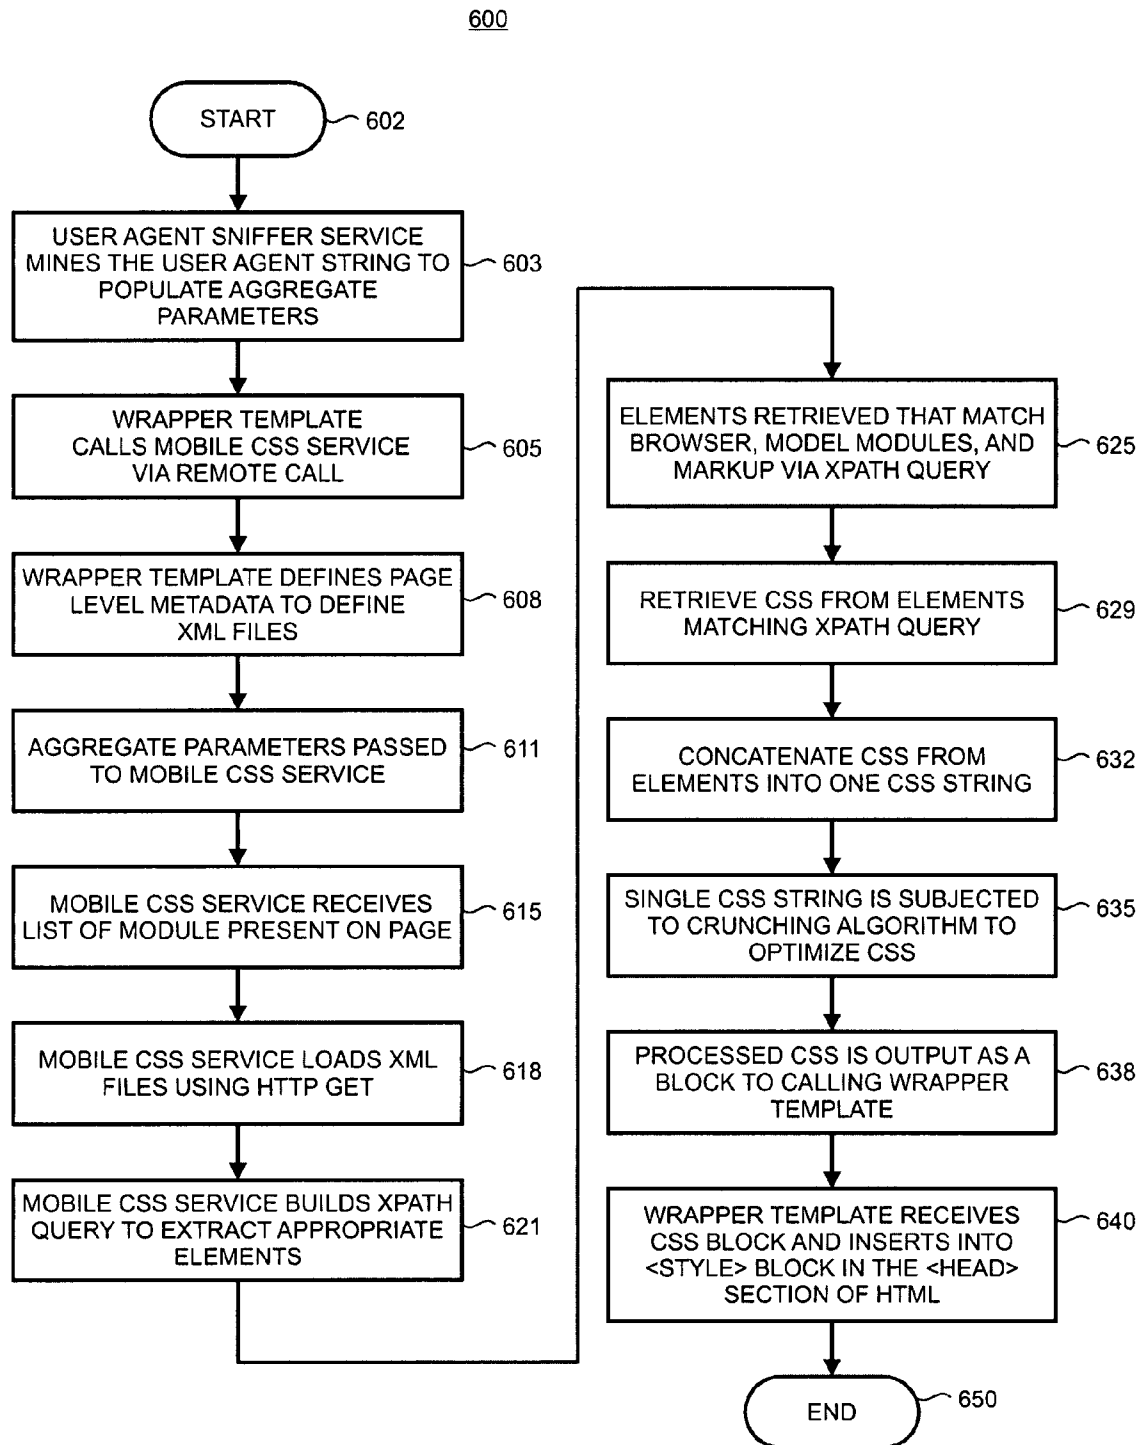 600
START
602
USER AGENT SNIFFER SERVICE
MINES THE USER AGENT STRING TO
POPULATE AGGREGATE
PARAMETERS
603
WRAPPER TEMPLATE
CALLS MOBILE CSS SERVICE
VIA REMOTE CALL
605
WRAPPER TEMPLATE DEFINES PAGE
LEVEL METADATA TO DEFINE
XML FILES
608
AGGREGATE PARAMETERS PASSED
TO MOBILE CSS SERVICE
611
MOBILE CSS SERVICE RECEIVES
LIST OF MODULE PRESENT ON PAGE
615
MOBILE CSS SERVICE LOADS XML
FILES USING HTTP GET
618
MOBILE CSS SERVICE BUILDS XPATH
QUERY TO EXTRACT APPROPRIATE
ELEMENTS
621
ELEMENTS RETRIEVED THAT MATCH
BROWSER, MODEL MODULES, AND
MARKUP VIA XPATH QUERY
625
RETRIEVE CSS FROM ELEMENTS
MATCHING XPATH QUERY
629
CONCATENATE CSS FROM
ELEMENTS INTO ONE CSS STRING
632
SINGLE CSS STRING IS SUBJECTED
TO CRUNCHING ALGORITHM TO
OPTIMIZE CSS
635
PROCESSED CSS IS OUTPUT AS A
BLOCK TO CALLING WRAPPER
TEMPLATE
638
WRAPPER TEMPLATE RECEIVES
CSS BLOCK AND INSERTS INTO
<STYLE> BLOCK IN THE <HEAD>
SECTION OF HTML
640
END
650